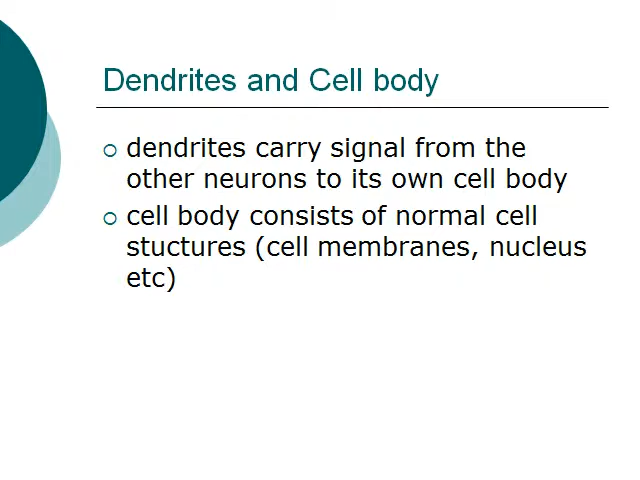 Dendrites and Cell body
dendrites carry signal from the
other neurons to its own cell body
cell body consists of normal cell
stuctures (cell membranes, nucleus
etc)